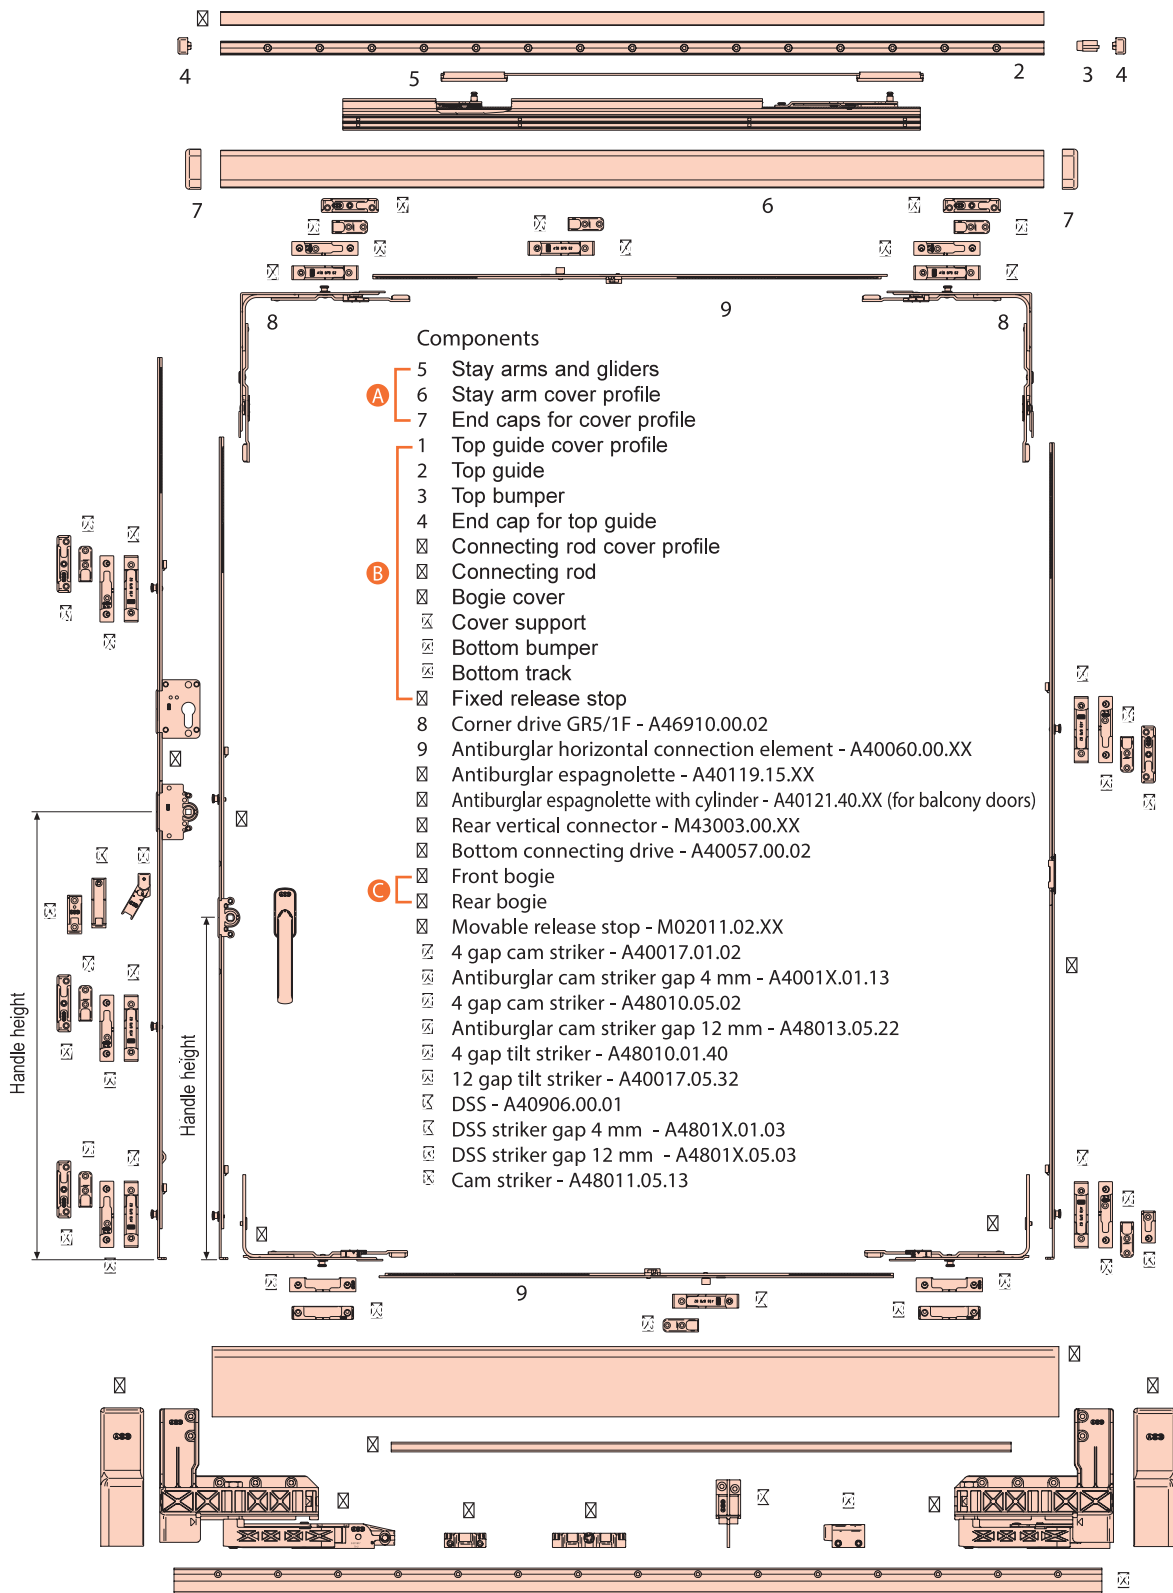 4
5
2
3
4
7
6
7
8
9
8
Components
5 Stay arms and gliders
A
6 Stay arm cover profile
7 End caps for cover profile
1 Top guide cover profile
2 Top guide
3 Top bumper
4 End cap for top guide
Connecting rod cover profile
B
Connecting rod
Bogie cover
Cover support
Bottom bumper
Bottom track
Fixed release stop
8 Corner drive GR5/1F - A46910.00.02
9 Antiburglar horizontal connection element - A40060.00.XX
Antiburglar espagnolette - A40119.15.XX
Antiburglar espagnolette with cylinder - A40121.40.XX (for balcony doors)
Rear vertical connector - M43003.00.XX
Bottom connecting drive - A40057.00.02
Front bogie
C
Rear bogie
Movable release stop - M02011.02.XX
4 gap cam striker - A40017.01.02
Antiburglar cam striker gap 4 mm - A4001X.01.13
4 gap cam striker - A48010.05.02
Antiburglar cam striker gap 12 mm - A48013.05.22
4 gap tilt striker - A48010.01.40
12 gap tilt striker - A40017.05.32
DSS - A40906.00.01
DSS striker gap 4 mm - A4801X.01.03
DSS striker gap 12 mm - A4801X.05.03
Cam striker - A48011.05.13
Handle height
Handle height
9